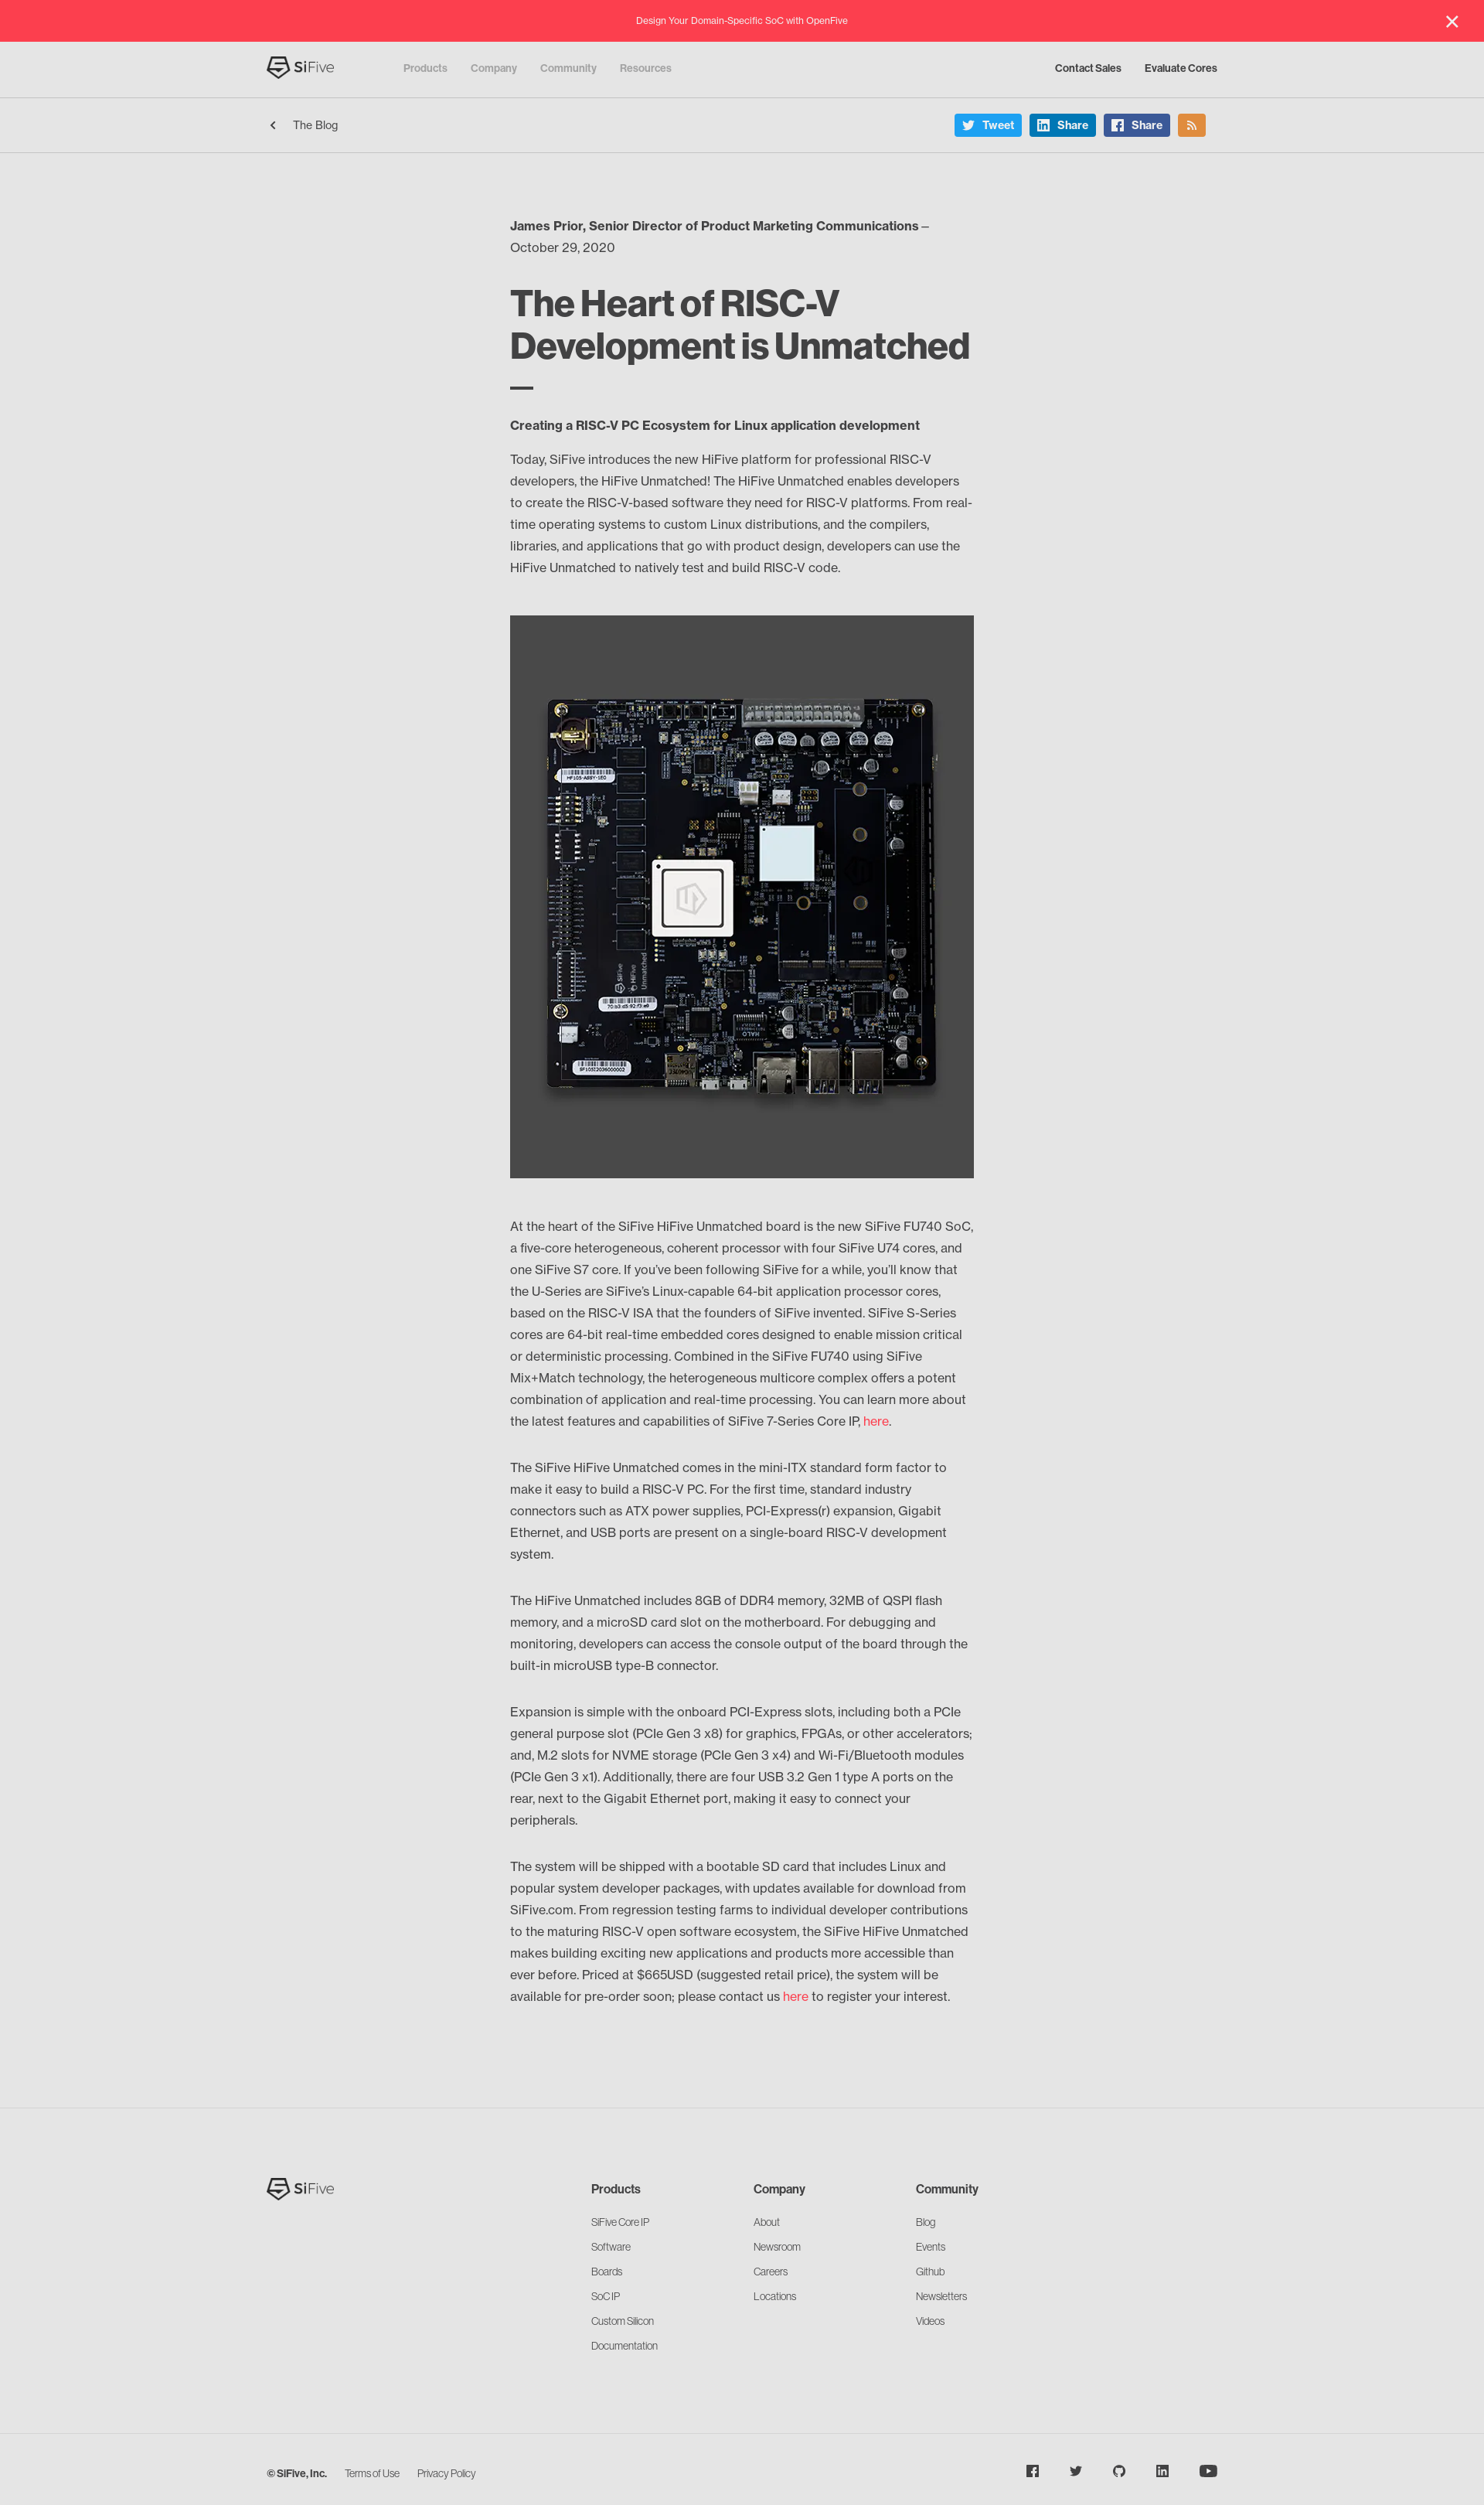 Design Your Domain-Specific SoC with OpenFive
SiFive
Products Company Community Resources
Contact Sales Evaluate Cores
The Blog
Tweet Share Share
James Prior, Senior Director of Product Marketing Communications –
October 29, 2020
The Heart of RISC-V
Development is Unmatched
Creating a RISC-V PC Ecosystem for Linux application development
Today, SiFive introduces the new HiFive platform for professional RISC-V
developers, the HiFive Unmatched! The HiFive Unmatched enables developers
to create the RISC-V-based software they need for RISC-V platforms. From real-
time operating systems to custom Linux distributions, and the compilers,
libraries, and applications that go with product design, developers can use the
HiFive Unmatched to natively test and build RISC-V code.
HF105-ASSY-1E0
SiFive
HiFive
Unmatched
70:b3:d5:92:f3:e9
SF105I2036000002
HALO
At the heart of the SiFive HiFive Unmatched board is the new SiFive FU740 SoC,
a five-core heterogeneous, coherent processor with four SiFive U74 cores, and
one SiFive S7 core. If you’ve been following SiFive for a while, you’ll know that
the U-Series are SiFive’s Linux-capable 64-bit application processor cores,
based on the RISC-V ISA that the founders of SiFive invented. SiFive S-Series
cores are 64-bit real-time embedded cores designed to enable mission critical
or deterministic processing. Combined in the SiFive FU740 using SiFive
Mix+Match technology, the heterogeneous multicore complex offers a potent
combination of application and real-time processing. You can learn more about
the latest features and capabilities of SiFive 7-Series Core IP, here.
The SiFive HiFive Unmatched comes in the mini-ITX standard form factor to
make it easy to build a RISC-V PC. For the first time, standard industry
connectors such as ATX power supplies, PCI-Express(r) expansion, Gigabit
Ethernet, and USB ports are present on a single-board RISC-V development
system.
The HiFive Unmatched includes 8GB of DDR4 memory, 32MB of QSPI flash
memory, and a microSD card slot on the motherboard. For debugging and
monitoring, developers can access the console output of the board through the
built-in microUSB type-B connector.
Expansion is simple with the onboard PCI-Express slots, including both a PCIe
general purpose slot (PCIe Gen 3 x8) for graphics, FPGAs, or other accelerators;
and, M.2 slots for NVME storage (PCIe Gen 3 x4) and Wi-Fi/Bluetooth modules
(PCIe Gen 3 x1). Additionally, there are four USB 3.2 Gen 1 type A ports on the
rear, next to the Gigabit Ethernet port, making it easy to connect your
peripherals.
The system will be shipped with a bootable SD card that includes Linux and
popular system developer packages, with updates available for download from
SiFive.com. From regression testing farms to individual developer contributions
to the maturing RISC-V open software ecosystem, the SiFive HiFive Unmatched
makes building exciting new applications and products more accessible than
ever before. Priced at $665USD (suggested retail price), the system will be
available for pre-order soon; please contact us here to register your interest.
SiFive
Products
SiFive Core IP
Software
Boards
SoC IP
Custom Silicon
Documentation
Company
About
Newsroom
Careers
Locations
Community
Blog
Events
Github
Newsletters
Videos
© SiFive, Inc. Terms of Use Privacy Policy